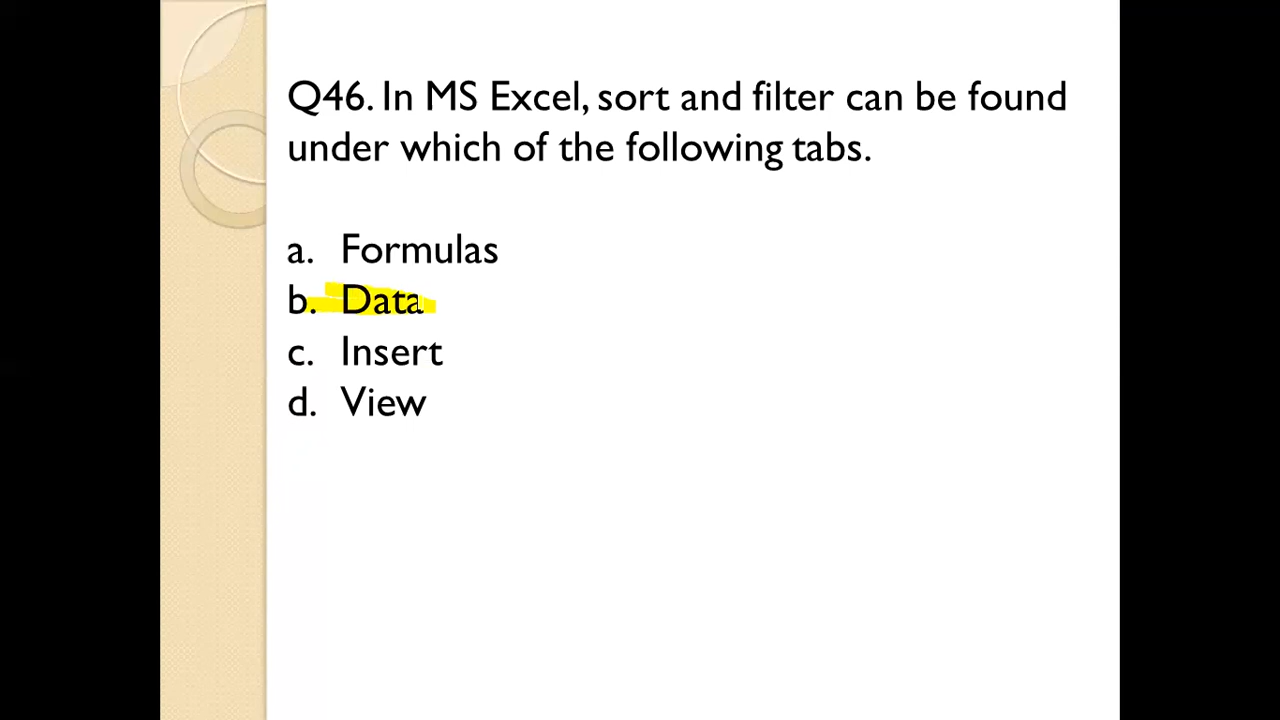 Q46. In MS Excel, sort and filter can be found
under which of the following tabs.
a. Formulas
b. Data
c. Insert
d. View